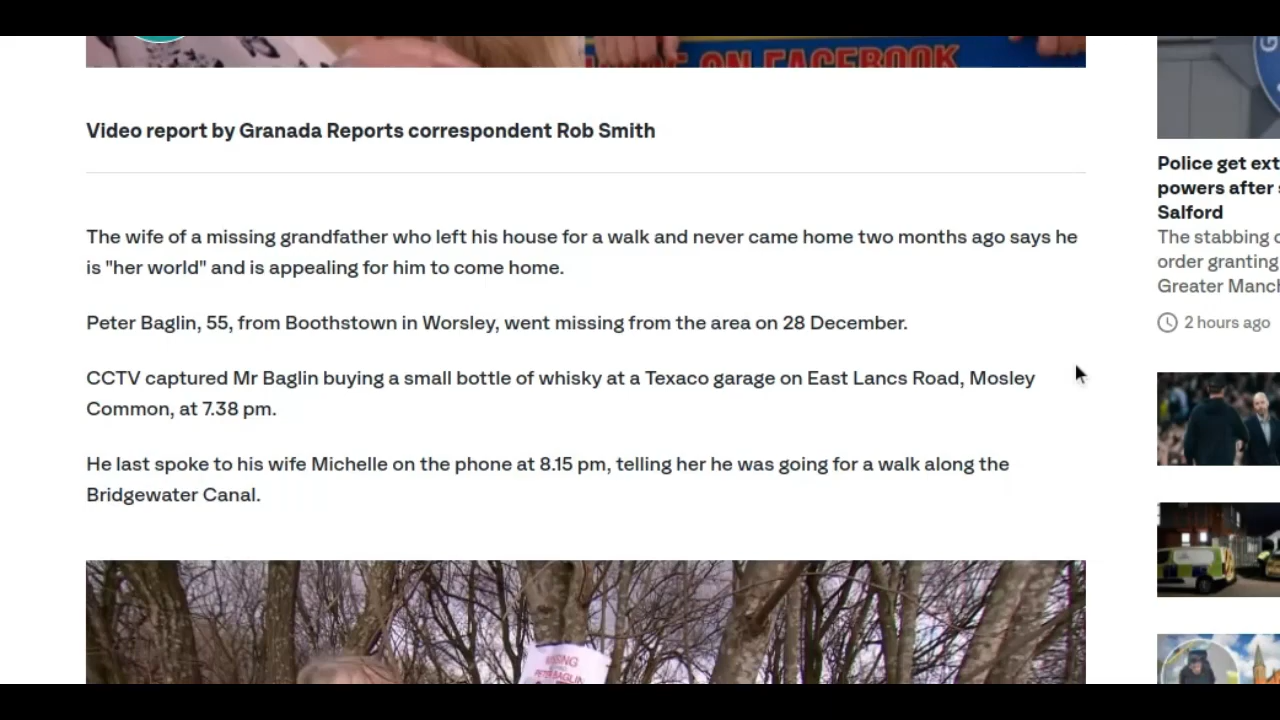 ON FACEBOOK
Video report by Granada Reports correspondent Rob Smith
The wife of a missing grandfather who left his house for a walk and never came home two months ago says he
is "her world" and is appealing for him to come home.
Peter Baglin, 55, from Boothstown in Worsley, went missing from the area on 28 December.
CCTV captured Mr Baglin buying a small bottle of whisky at a Texaco garage on East Lancs Road, Mosley
Common, at 7.38 pm.
He last spoke to his wife Michelle on the phone at 8.15 pm, telling her he was going for a walk along the
Bridgewater Canal.
MISSING
PETER BAGLIN
G
Police get ext
powers after s
Salford
The stabbing o
order granting
Greater Manch
2 hours ago